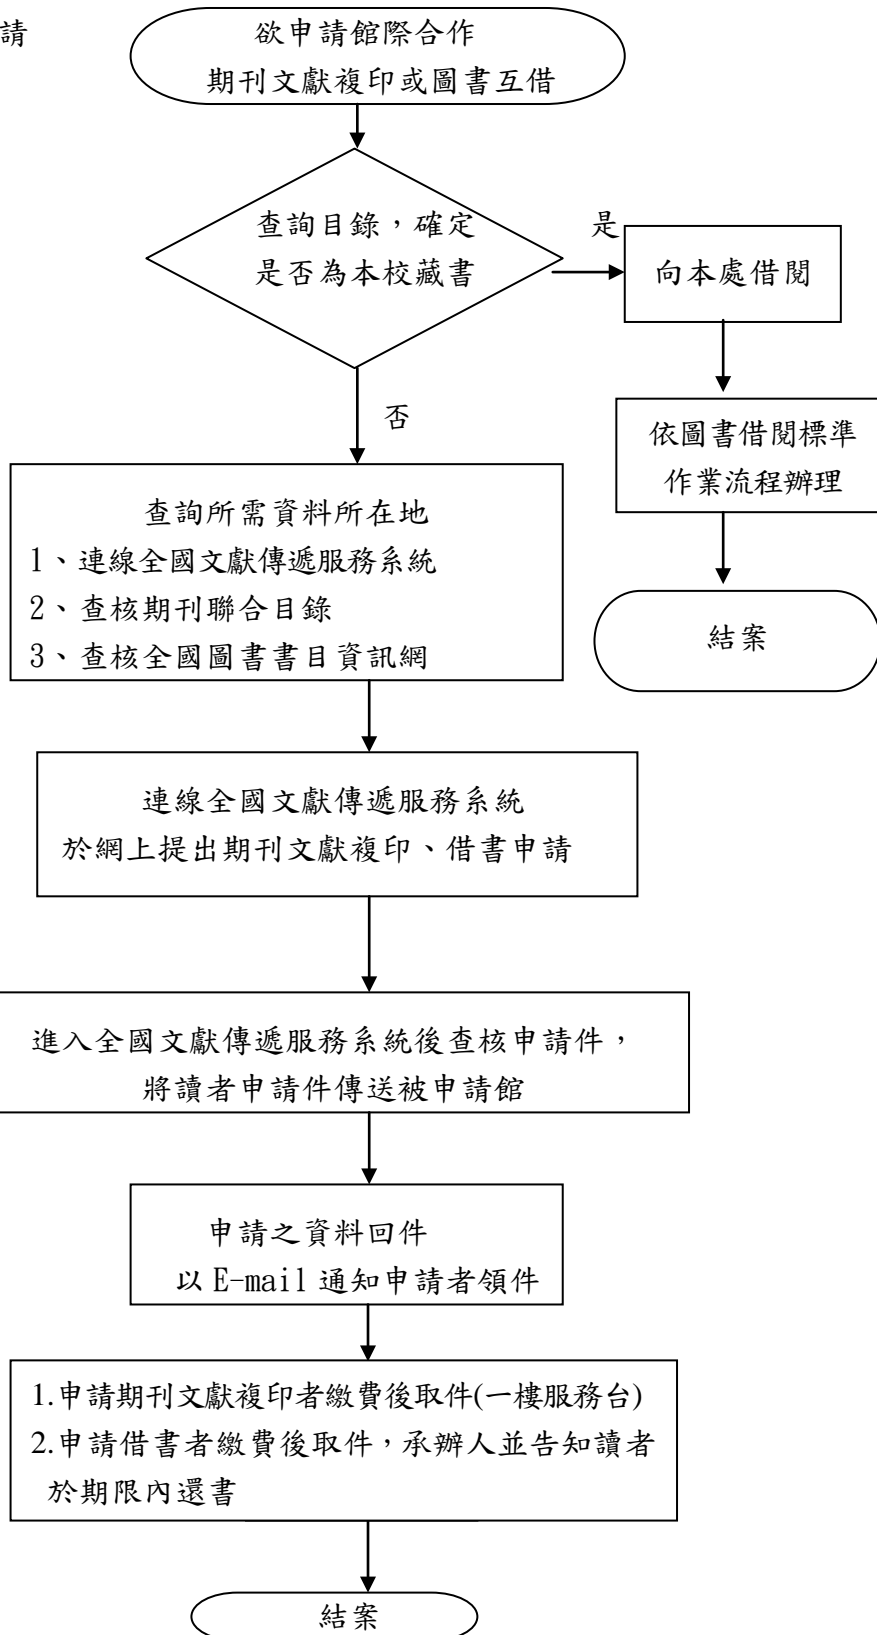 請
欲申請館際合作
期刊文獻複印或圖書互借
查詢目錄，確定
是否為本校藏書
是
向本處借閱
否
依圖書借閱標準
作業流程辦理
結案
查詢所需資料所在地
1、連線全國文獻傳遞服務系統
2、查核期刊聯合目錄
3、查核全國圖書書目資訊網
連線全國文獻傳遞服務系統
於網上提出期刊文獻複印、借書申請
進入全國文獻傳遞服務系統後查核申請件，
將讀者申請件傳送被申請館
申請之資料回件
以 E-mail 通知申請者領件
1.申請期刊文獻複印者繳費後取件(一樓服務台)
2.申請借書者繳費後取件，承辦人並告知讀者
於期限內還書
結案